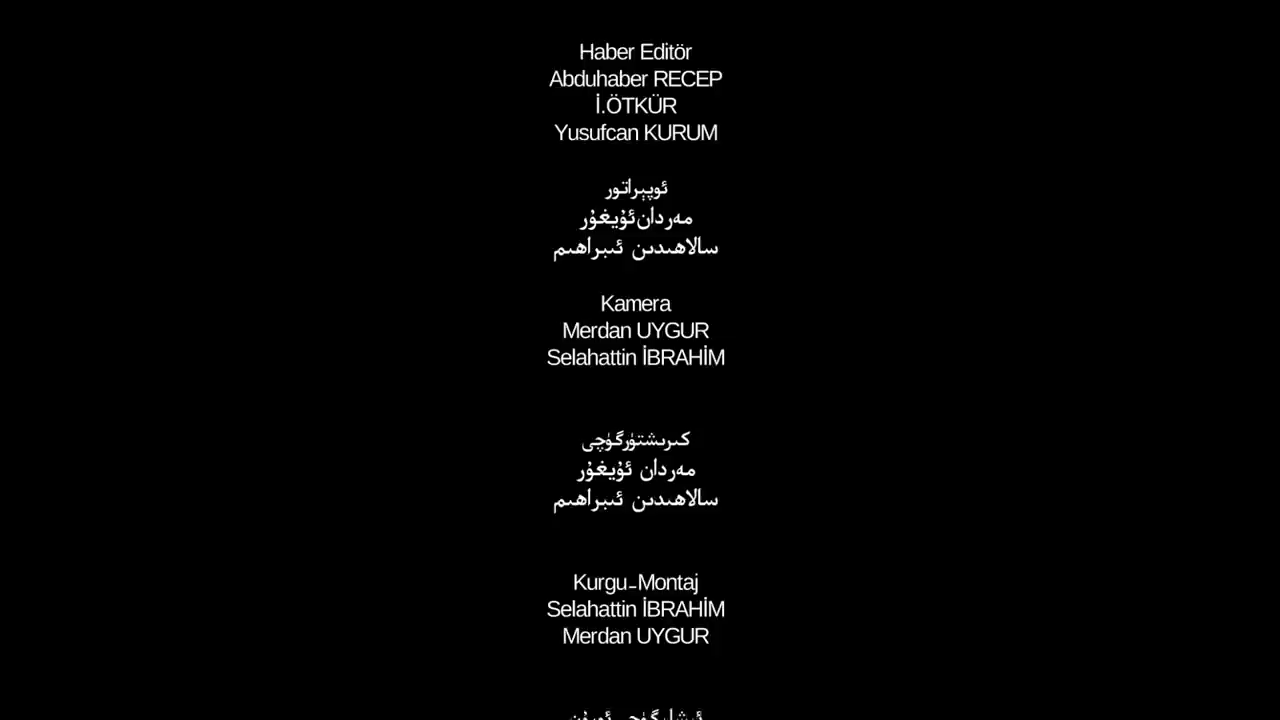 Haber Editör
Abduhaber RECEP
İ.ÖTKÜR
Yusufcan KURUM
ئوپېراتور
مەردان ئۇيغۇر
سالاھىدىن ئىبراھىم
Kamera
Merdan UYGUR
Selahattin İBRAHİM
كىرىشتۈرگۈچى
مەردان ئۇيغۇر
سالاھىدىن ئىبراھىم
Kurgu-Montaj
Selahattin İBRAHİM
Merdan UYGUR